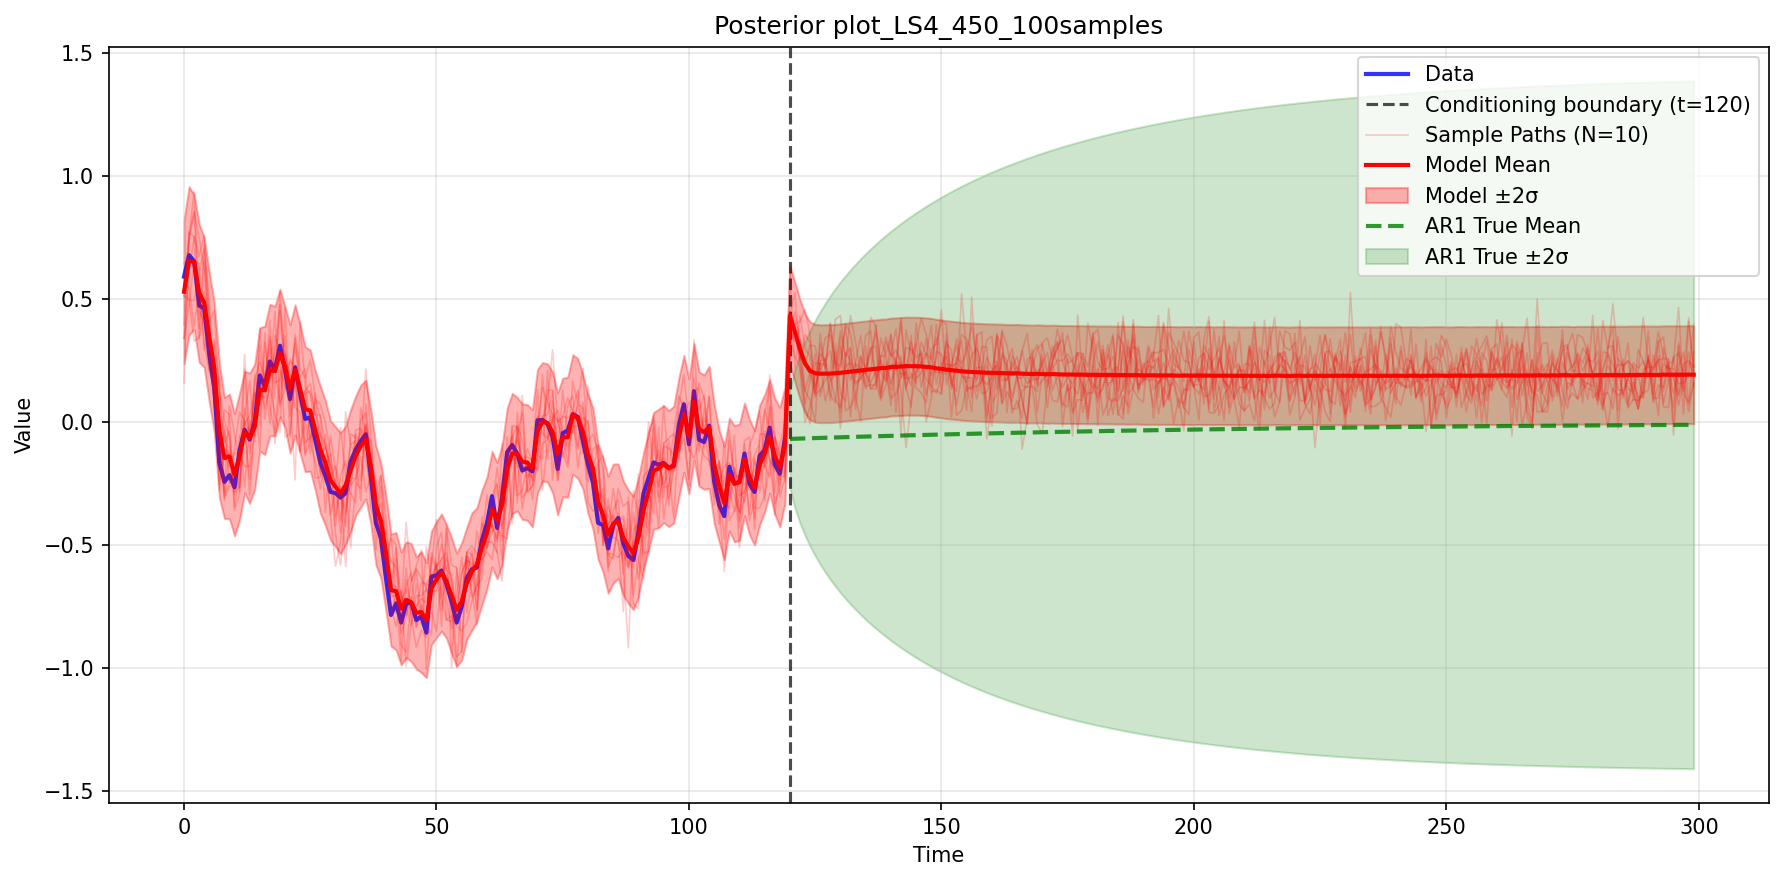 Posterior plot_LS4_450_100samples
Data
Conditioning boundary (t=120)
Sample Paths (N=10)
Model Mean
Model ±2σ
AR1 True Mean
AR1 True ±2σ
Value
1.5
1.0
0.5
0.0
−0.5
−1.0
−1.5
0 50 100 150 200 250 300
Time